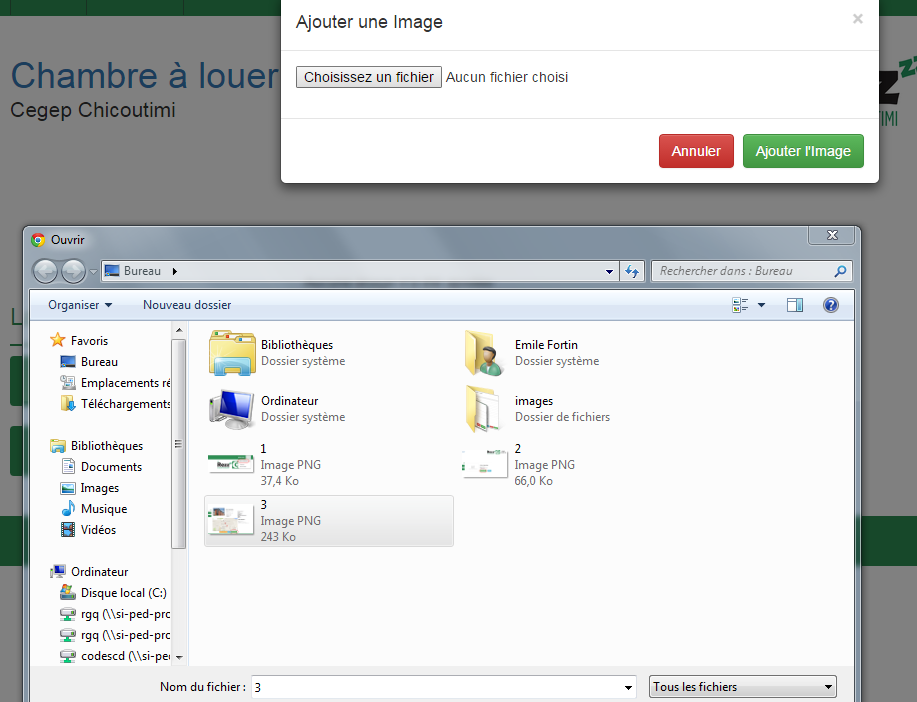 Ajouter une Image
×
Chambre à louer
Cegep Chicoutimi
Choisissez un fichier Aucun fichier choisi
Annuler Ajouter l'Image
Ouvrir
Bureau
Rechercher dans : Bureau
Organiser Nouveau dossier
Favoris
Bureau
Emplacements ré
Téléchargements
Bibliothèques
Documents
Images
Musique
Vidéos
Ordinateur
Disque local (C:)
rgq (\\si-ped-pro
rgq (\\si-ped-pro
codescd (\\si-pe
Bibliothèques
Dossier système
Emile Fortin
Dossier système
Ordinateur
Dossier système
images
Dossier de fichiers
1
Image PNG
37,4 Ko
2
Image PNG
66,0 Ko
3
Image PNG
243 Ko
Nom du fichier : 3 Tous les fichiers